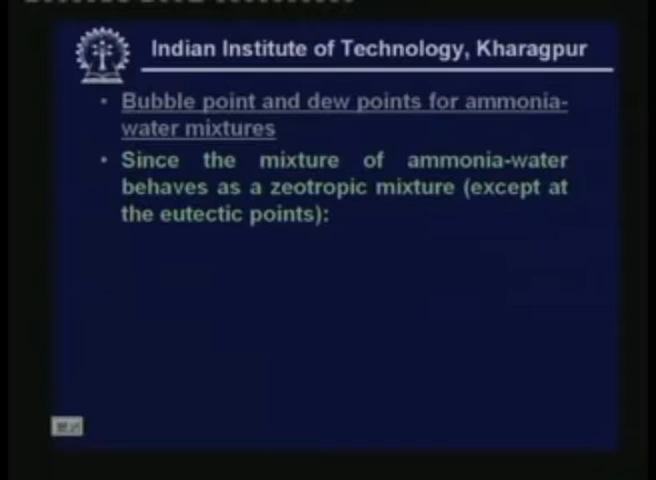 Indian Institute of Technology, Kharagpur
• Bubble point and dew points for ammonia-
water mixtures
• Since the mixture of ammonia-water
behaves as a zeotropic mixture (except at
the eutectic points):